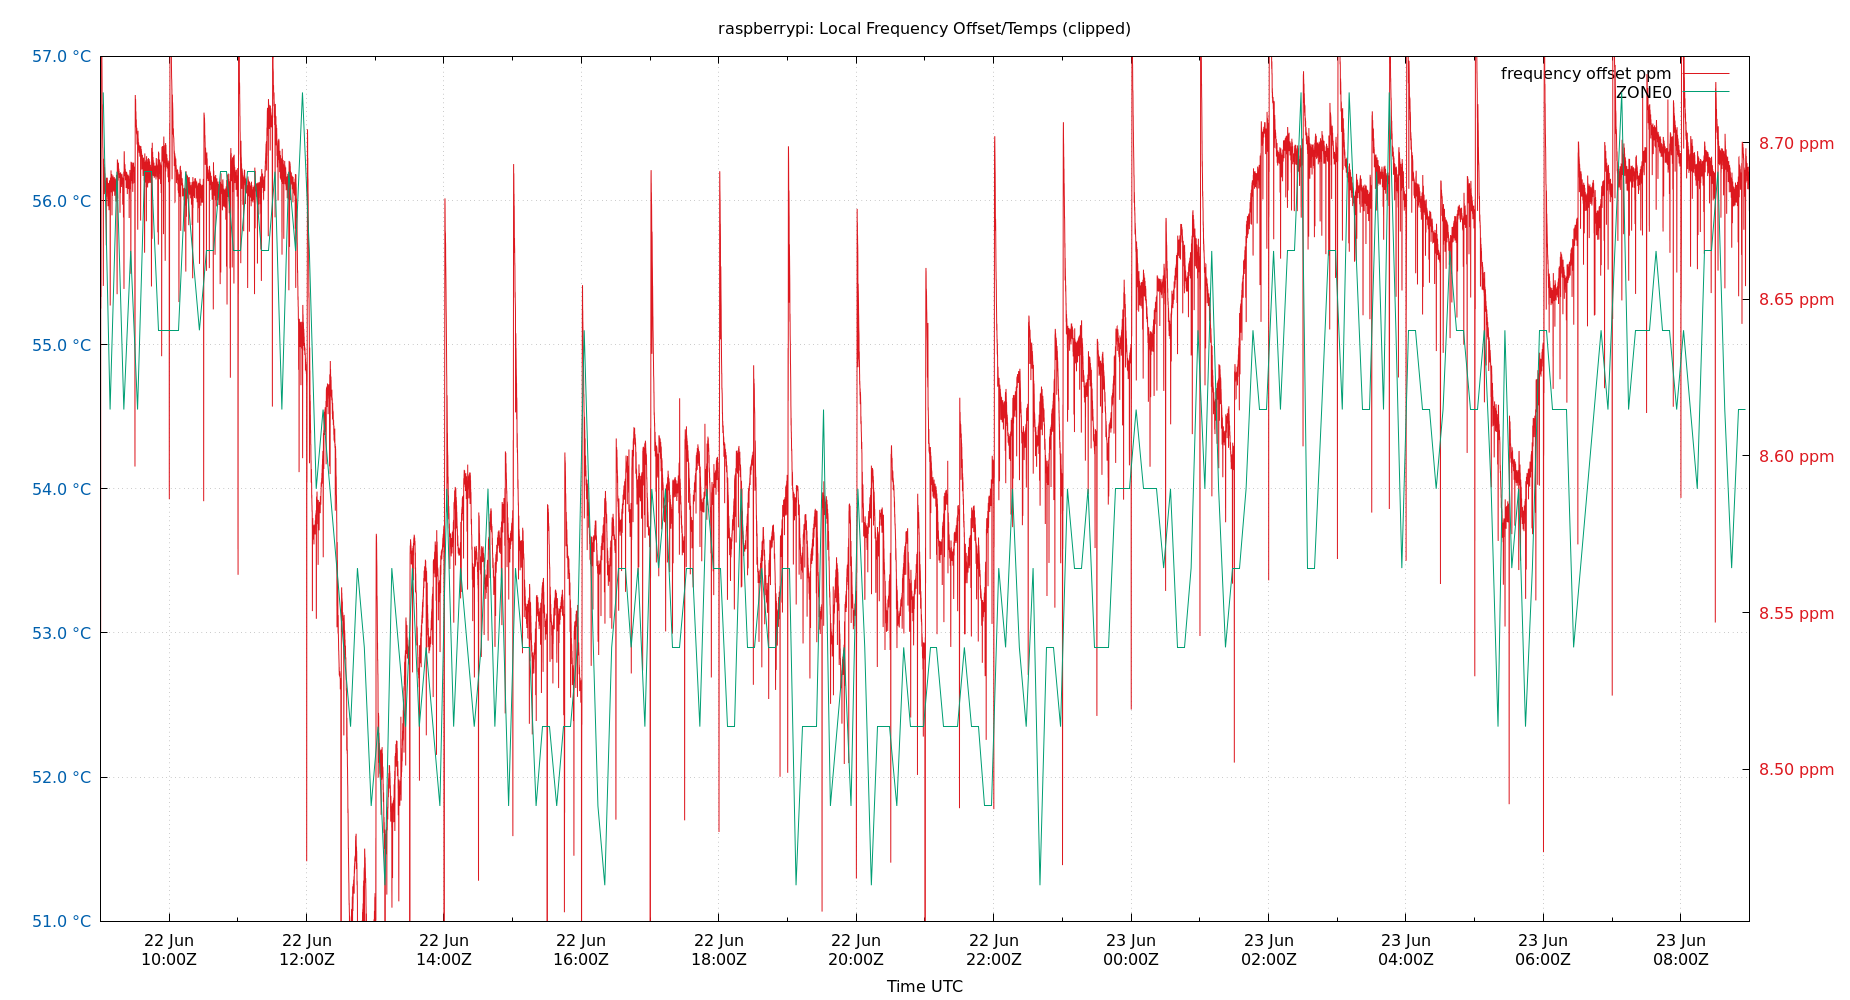 raspberrypi: Local Frequency Offset/Temps (clipped)
57.0 °C
56.0 °C
55.0 °C
54.0 °C
53.0 °C
52.0 °C
51.0 °C
frequency offset ppm
ZONE0
8.70 ppm
8.65 ppm
8.60 ppm
8.55 ppm
8.50 ppm
22 Jun 22 Jun 22 Jun 22 Jun 22 Jun 22 Jun 22 Jun 23 Jun 23 Jun 23 Jun 23 Jun 23 Jun
10:00Z 12:00Z 14:00Z 16:00Z 18:00Z 20:00Z 22:00Z 00:00Z 02:00Z 04:00Z 06:00Z 08:00Z
Time UTC